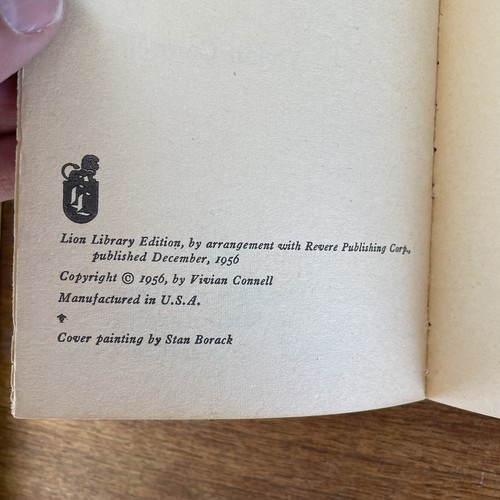 LL
Lion Library Edition, by arrangement with Revere Publishing Corp.,
published December, 1956
Copyright © 1956, by Vivian Connell
Manufactured in U.S.A.
Cover painting by Stan Borack